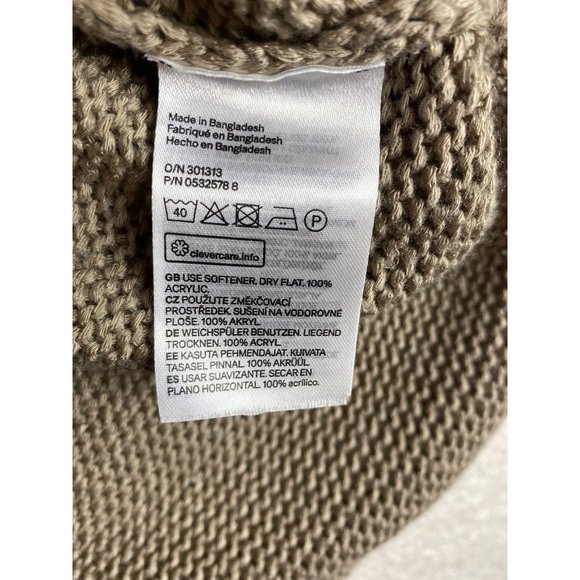 Made in Bangladesh
Fabriqué en Bangladesh
Hecho en Bangladesh
O/N 301313
P/N 0532578 8
40 P
clevercare.info
GB USE SOFTENER. DRY FLAT. 100%
ACRYLIC.
CZ POUŽIJTE ZMĚKČOVACÍ
PROSTŘEDEK. SUŠENÍ NA VODOROVNÉ
PLOŠE. 100% AKRYL.
DE WEICHSPÜLER BENUTZEN. LIEGEND
TROCKNEN. 100% ACRYL.
EE KASUTA PEHMENDAJAT. KUIVATA
TASASEL PINNAL. 100% AKRÜÜL.
ES USAR SUAVIZANTE. SECAR EN
PLANO HORIZONTAL. 100% acrílico.